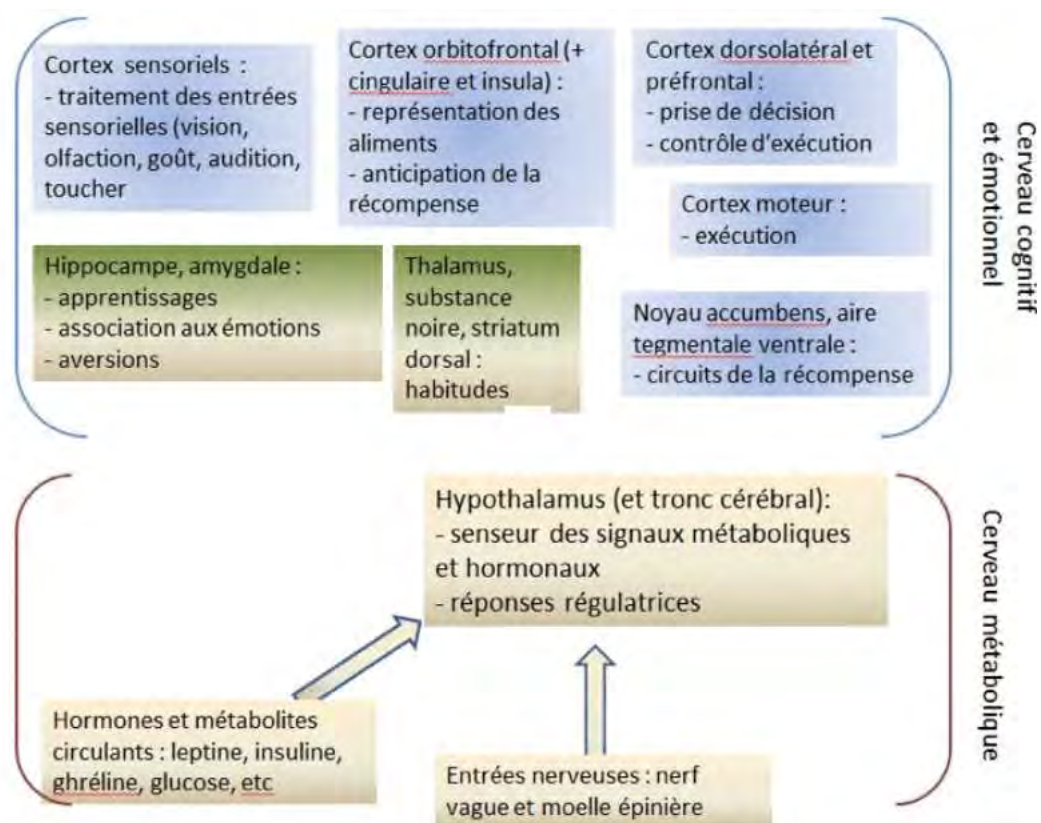 Cortex sensoriels :
- traitement des entrées
sensorielles (vision,
olfaction, goût, audition,
toucher
Cortex orbitofrontal (+
cingulaire et insula) :
- représentation des
aliments
- anticipation de la
récompense
Cortex dorsolatéral et
préfrontal :
- prise de décision
- contrôle d'exécution
Cortex moteur :
- exécution
Hippocampe, amygdale :
- apprentissages
- association aux émotions
- aversions
Thalamus,
substance
noire, striatum
dorsal :
habitudes
Noyau accumbens, aire
tegmentale ventrale :
- circuits de la récompense
Cerveau cognitif
et émotionnel
Hypothalamus (et tronc cérébral):
- senseur des signaux métaboliques
et hormonaux
- réponses régulatrices
Hormones et métabolites
circulants : leptine, insuline,
ghréline, glucose, etc
Entrées nerveuses : nerf
vague et moelle épinière
Cerveau métabolique